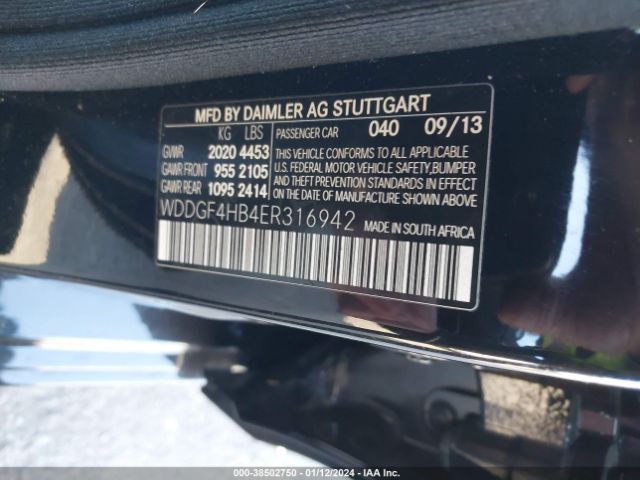 MFD BY DAIMLER AG STUTTGART
KG LBS PASSENGER CAR 040 09/13
GVWR 2020 4453
GAWR FRONT 955 2105
GAWR REAR 1095 2414
THIS VEHICLE CONFORMS TO ALL APPLICABLE
U.S. FEDERAL MOTOR VEHICLE SAFETY,BUMPER
AND THEFT PREVENTION STANDARDS IN EFFECT
ON THE DATE OF MANUFACTURE SHOWN ABOVE
WDDGF4HB4ER316942 MADE IN SOUTH AFRICA
000-38502750 - 01/12/2024 - IAA Inc.